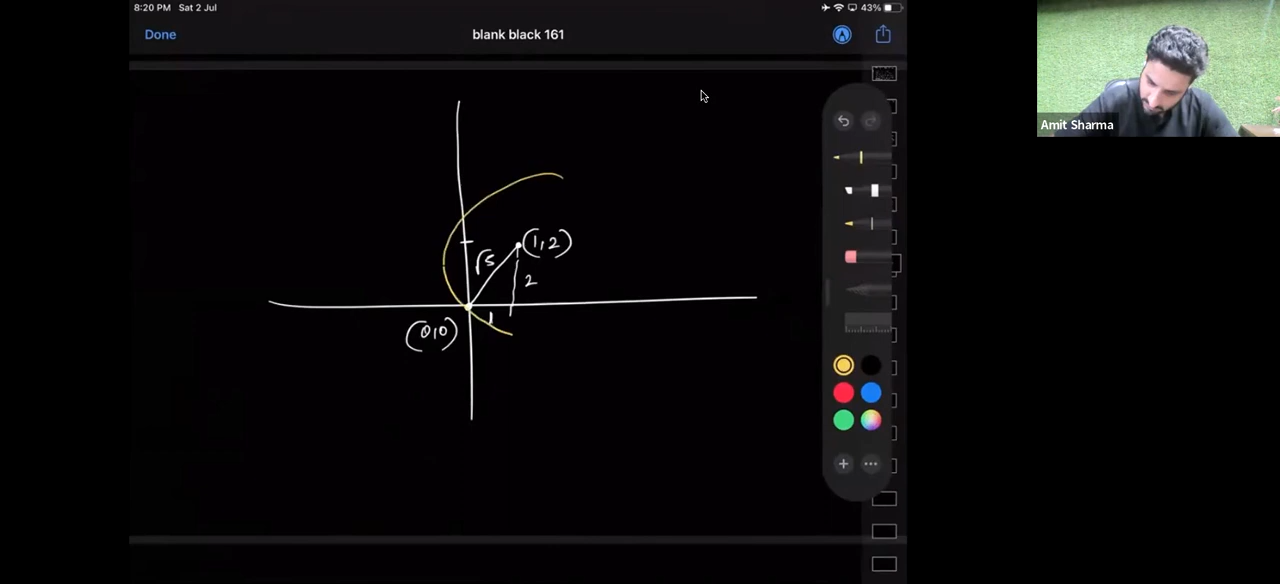 8:20 PM Sat 2 Jul
43%
Done
blank black 161
Amit Sharma
(1,2)
√5
2
1
(0,0)